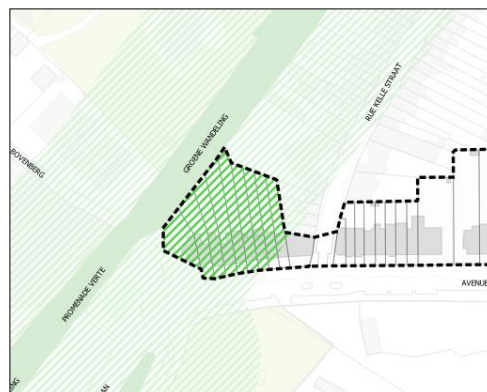 GROENE WANDELING
RUE KELLE STRAAT
BOVENBERG
PROMENADE VERTE
AVENUE